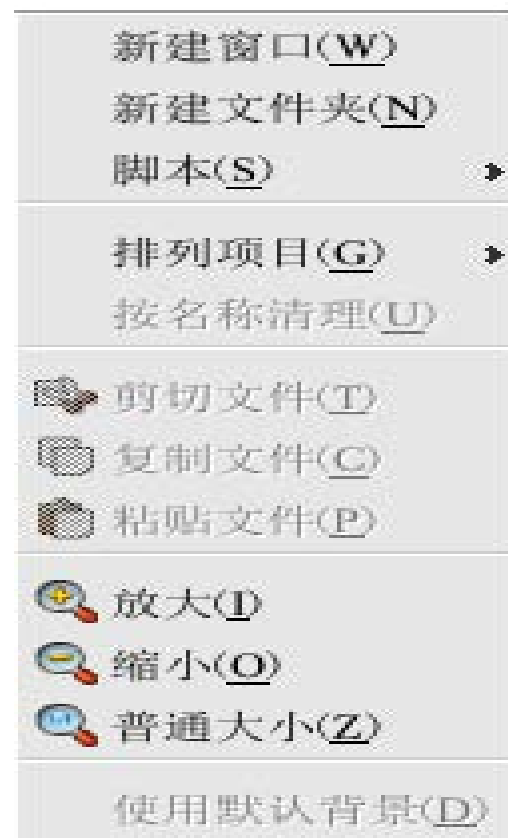 新建窗口(W)
新建文件夹(N)
脚本(S)
排列项目(G)
按名称清理(U)
剪切文件(T)
复制文件(C)
粘贴文件(P)
放大(I)
缩小(O)
普通大小(Z)
使用默认背景(D)